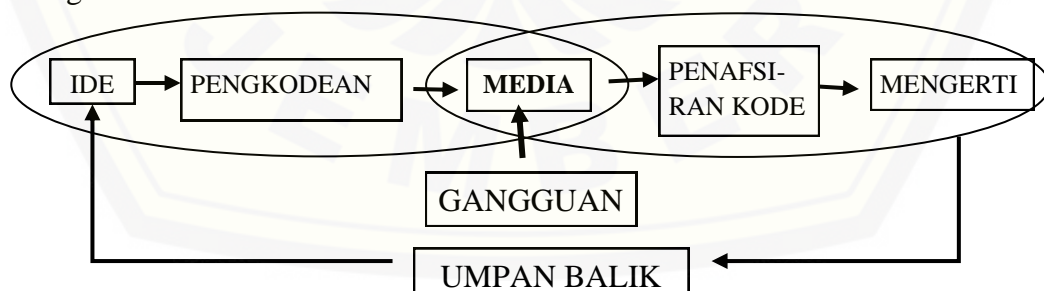 IDE
PENGKODEAN
MEDIA
PENAFSI-
RAN KODE
MENGERTI
GANGGUAN
UMPAN BALIK